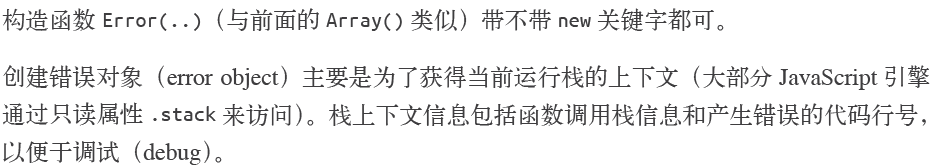 构造函数 Error(..)（与前面的 Array() 类似）带不带 new 关键字都可。
创建错误对象（error object）主要是为了获得当前运行栈的上下文（大部分 JavaScript 引擎
通过只读属性 .stack 来访问）。栈上下文信息包括函数调用栈信息和产生错误的代码行号，
以便于调试（debug）。